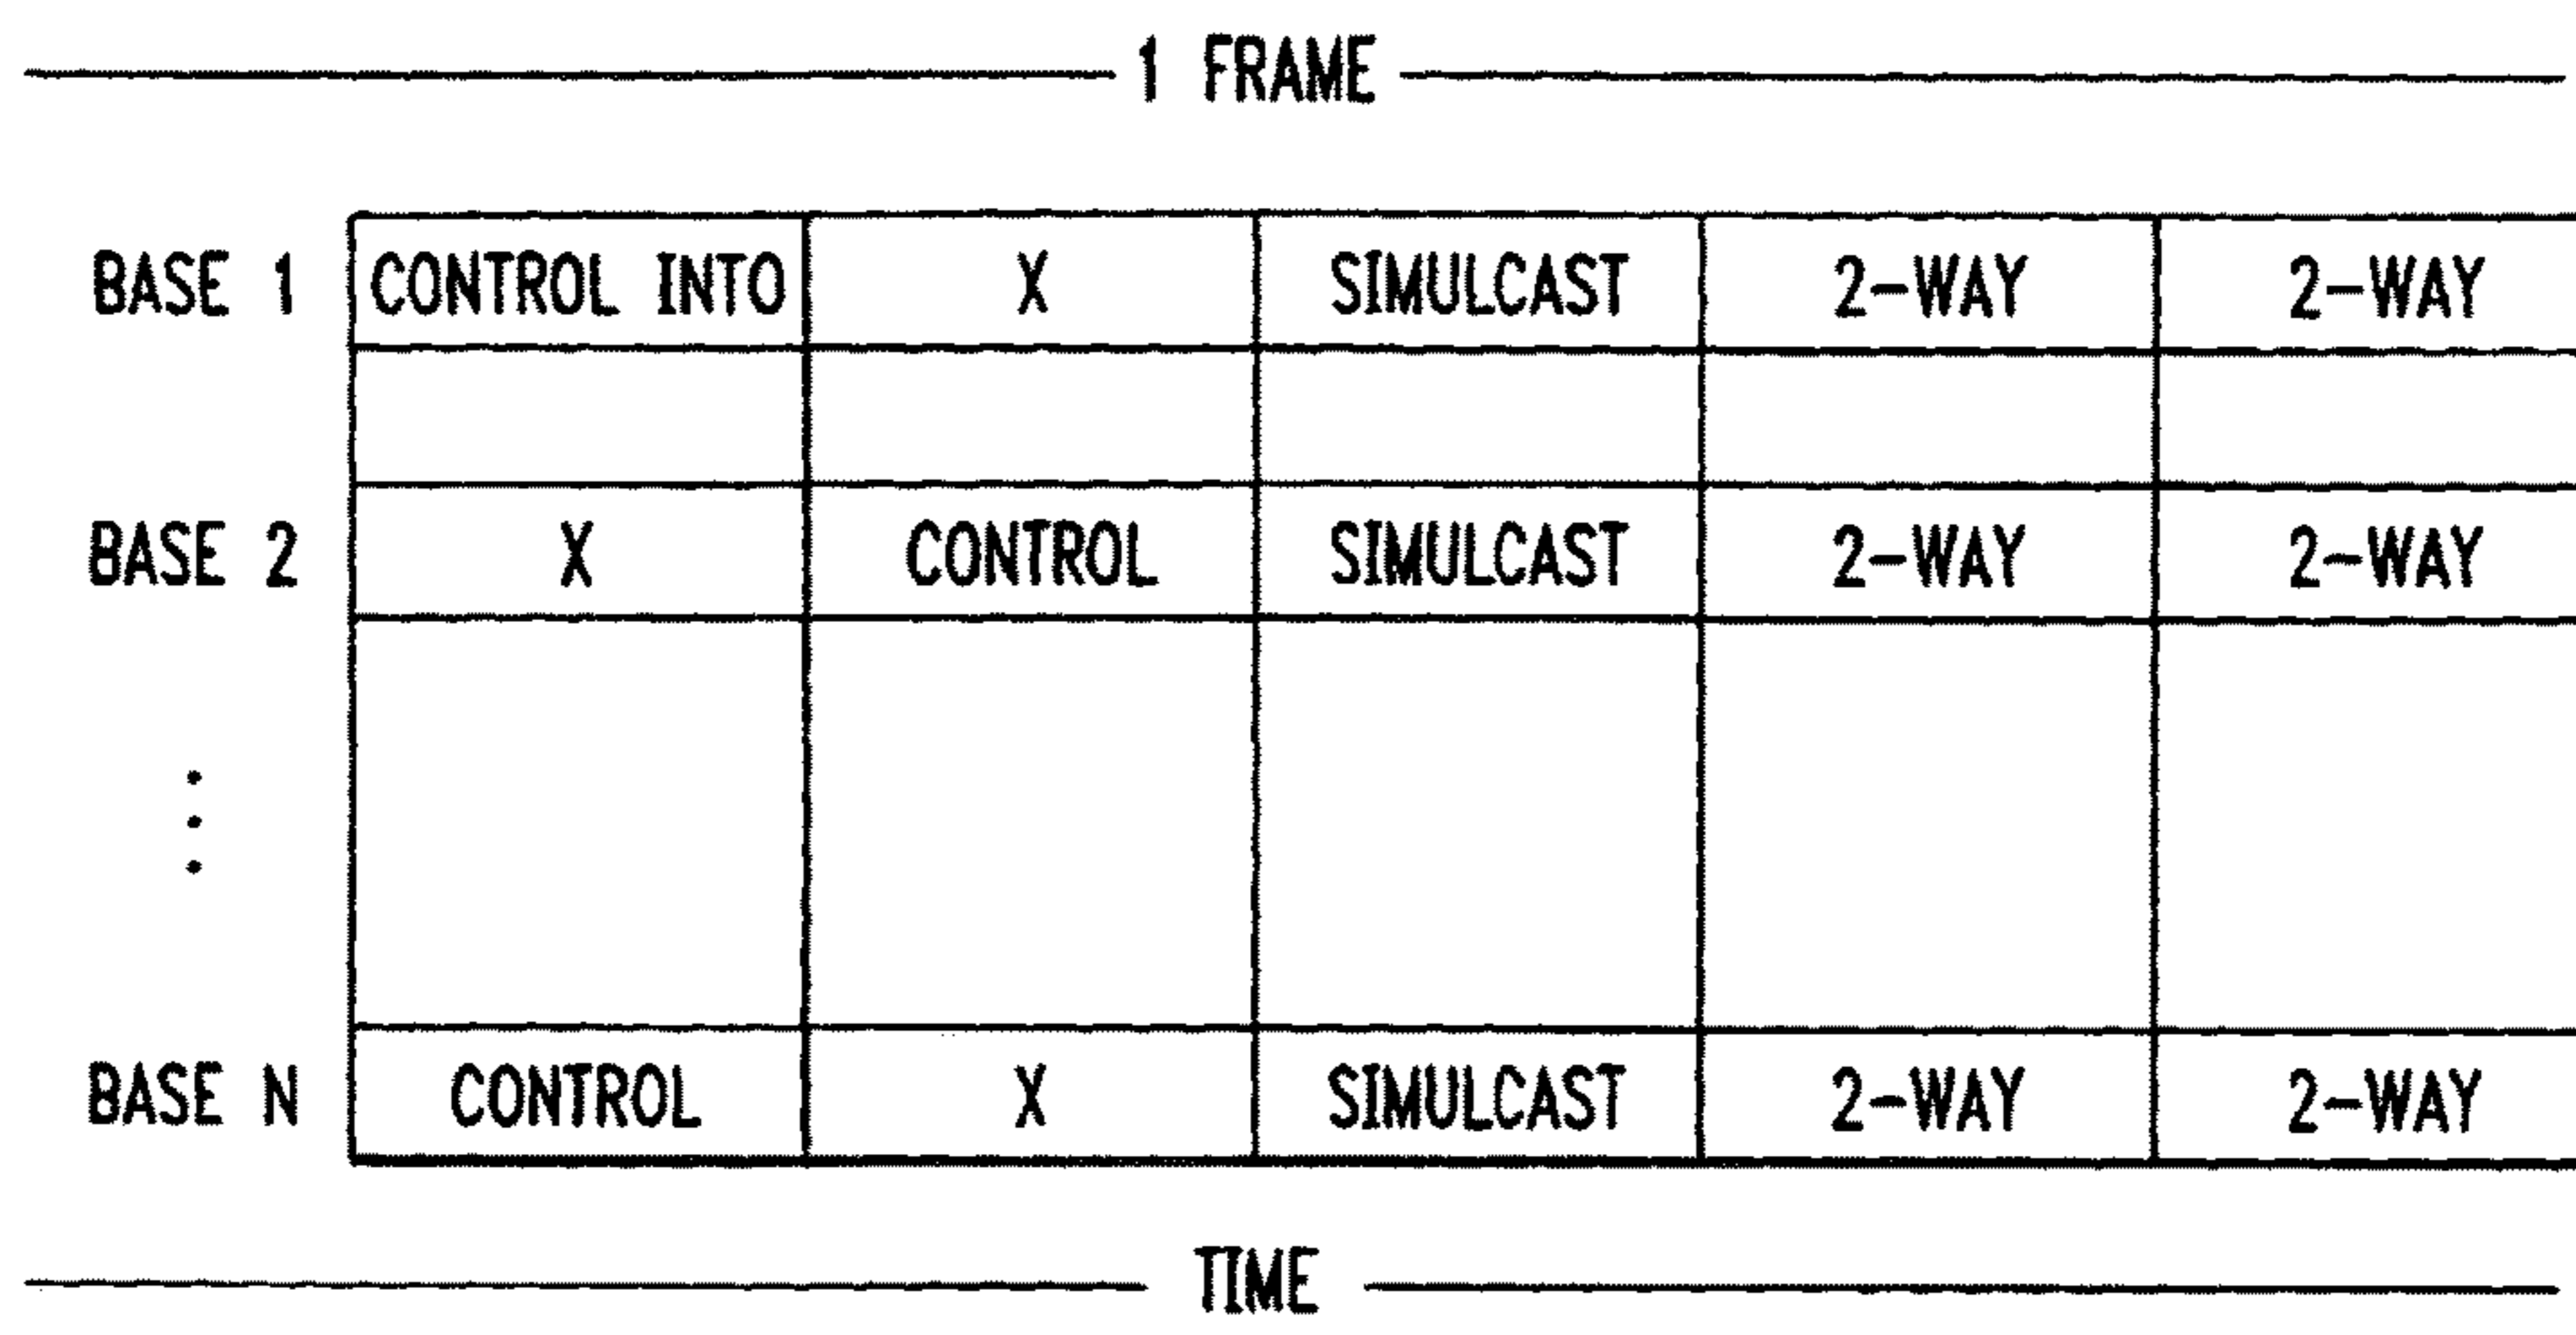 1 FRAME
BASE 1 CONTROL INTO X SIMULCAST 2-WAY 2-WAY
BASE 2 X CONTROL SIMULCAST 2-WAY 2-WAY
BASE N CONTROL X SIMULCAST 2-WAY 2-WAY
TIME